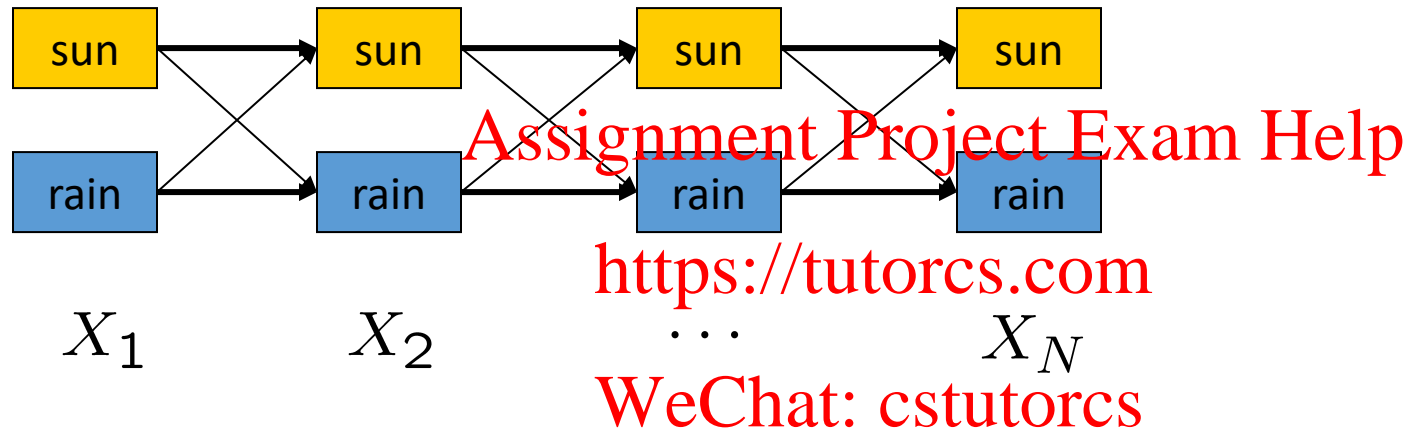 sun sun sun sun
Assignment Project Exam Help
rain rain rain rain
https://tutorcs.com
X1 X2 ... XN
WeChat: cstutorcs